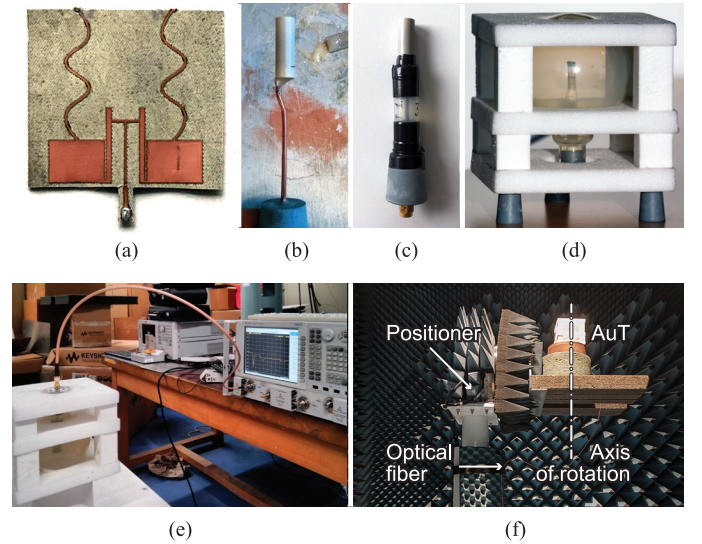 (a)
(b)
(c)
(d)
KEYSIGHT
Positioner
AuT
Optical
fiber
Axis
of rotation
(e)
(f)